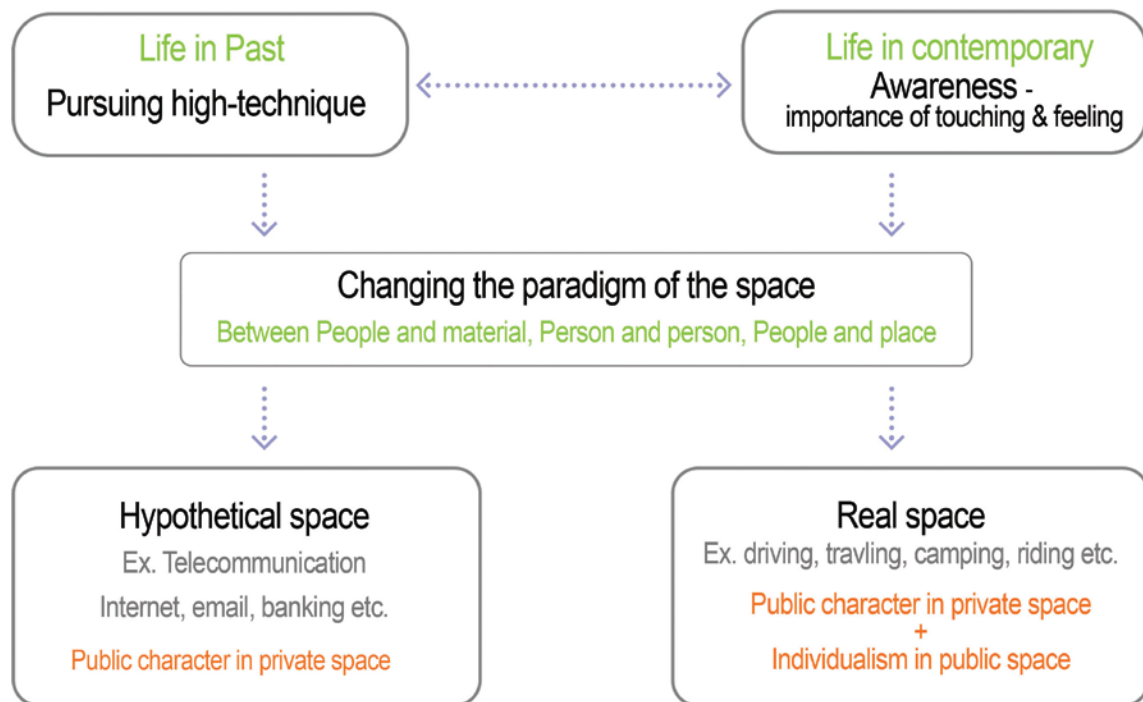 Life in Past
Pursuing high-technique
Life in contemporary
Awareness -
importance of touching & feeling
Changing the paradigm of the space
Between People and material, Person and person, People and place
Hypothetical space
Ex. Telecommunication
Internet, email, banking etc.
Public character in private space
Real space
Ex. driving, travling, camping, riding etc.
Public character in private space
+
Individualism in public space